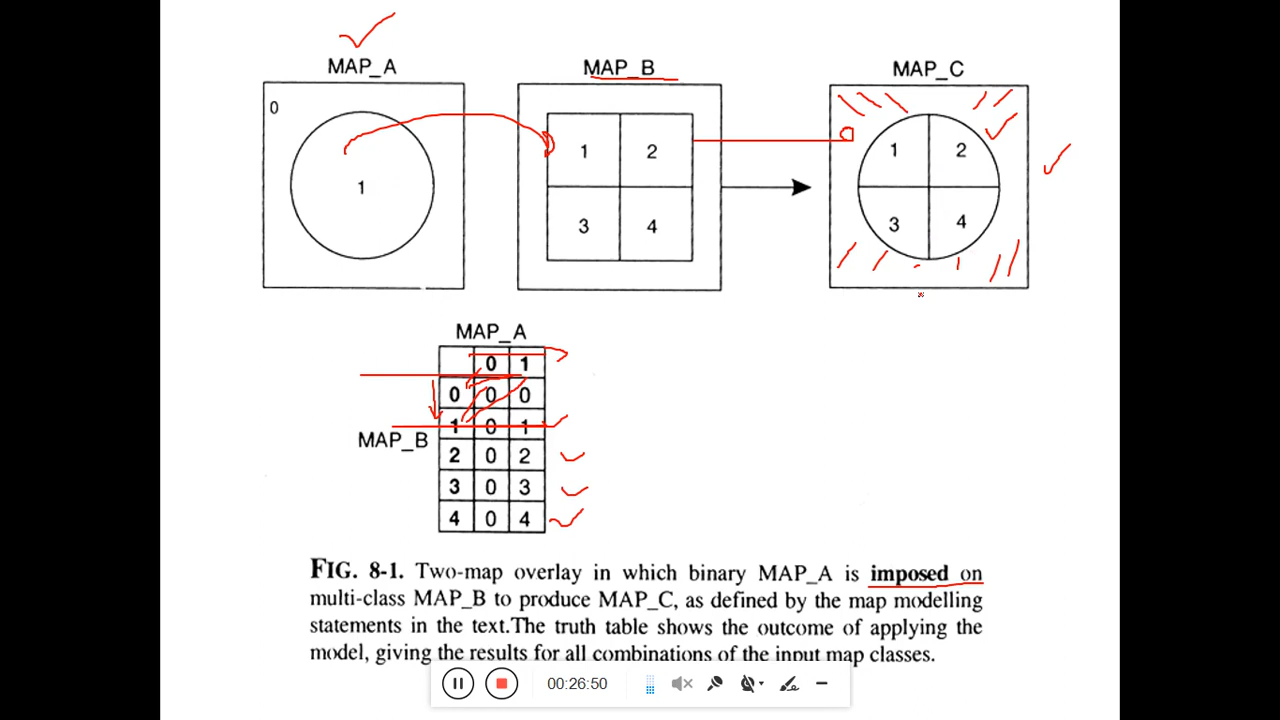 MAP_A MAP_B MAP_C
0
1
1 2
3 4
0
1 2
3 4
MAP_A
0 1
0 0 0
1 0 1
MAP_B
2 0 2
3 0 3
4 0 4
FIG. 8-1. Two-map overlay in which binary MAP_A is imposed on
multi-class MAP_B to produce MAP_C, as defined by the map modelling
statements in the text.The truth table shows the outcome of applying the
model, giving the results for all combinations of the input map classes.
00:26:50